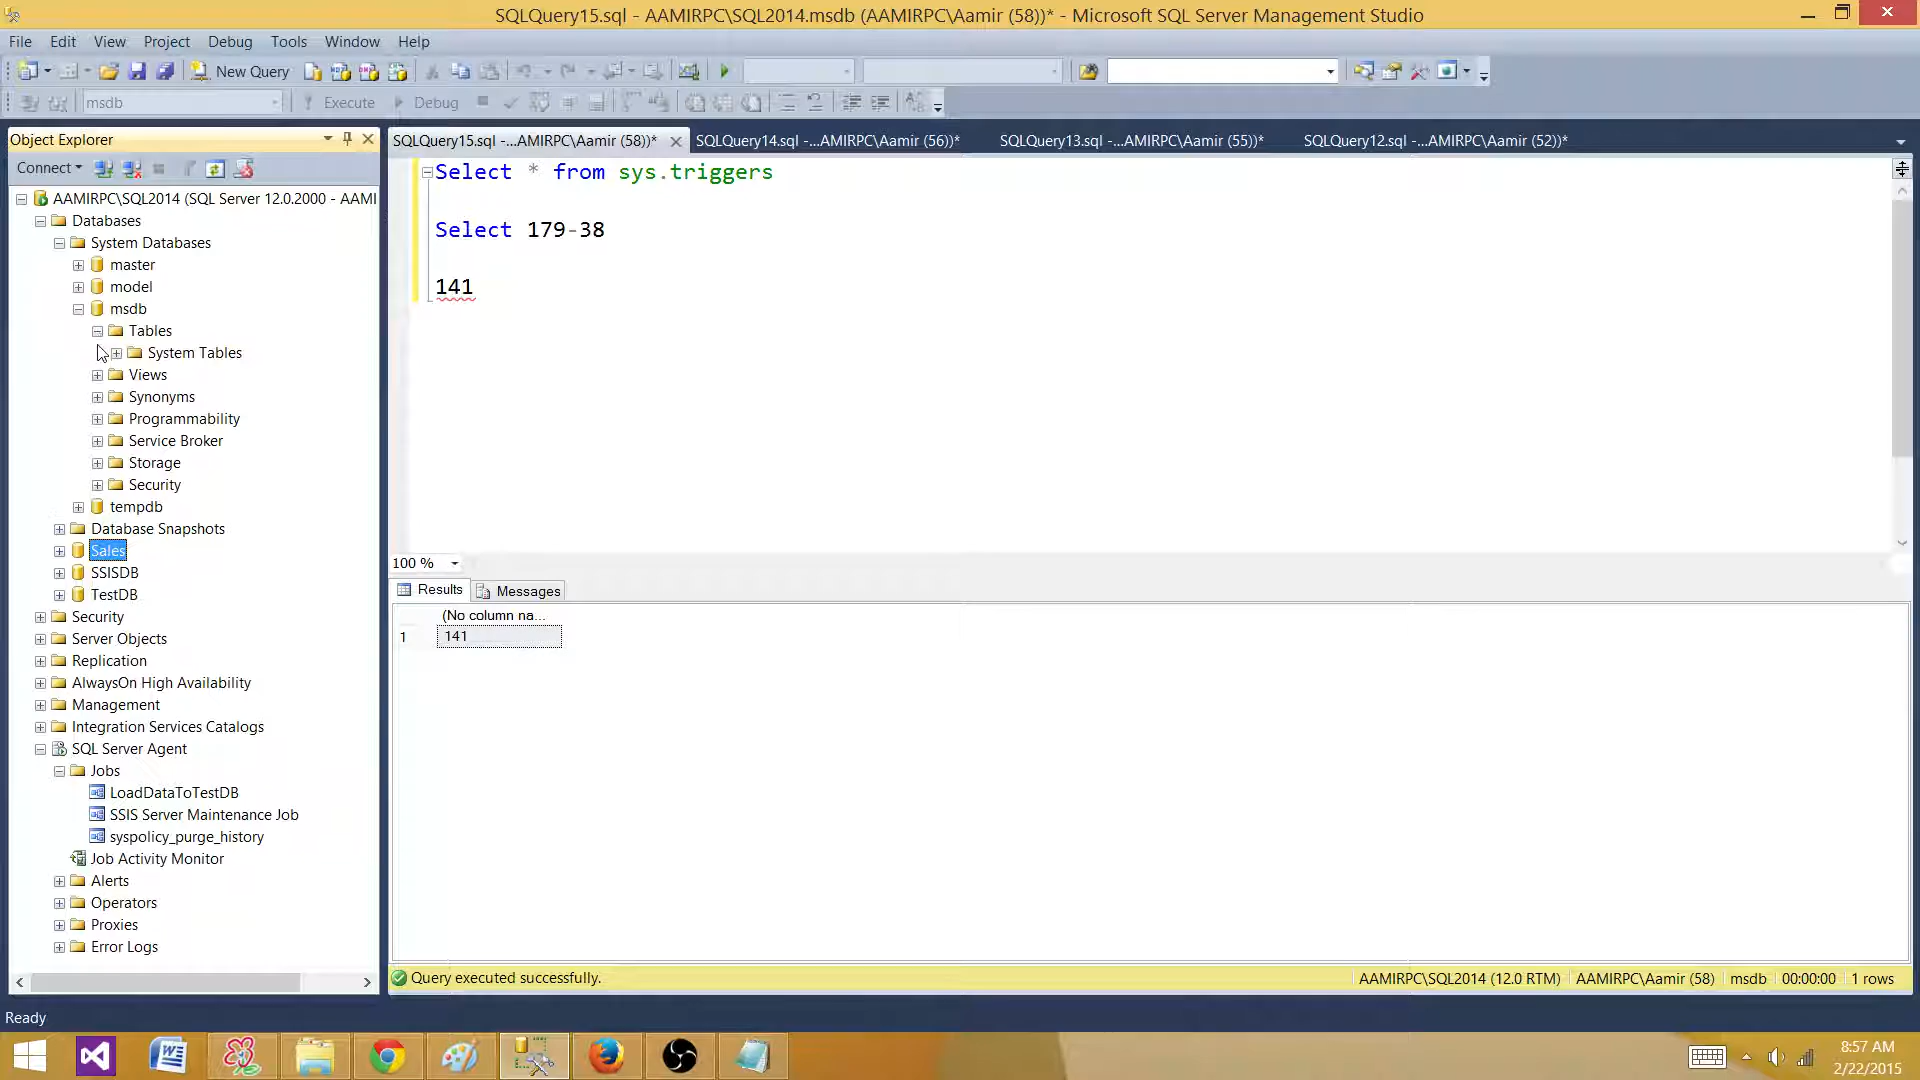 SQLQuery15.sql - AAMIRPC\SQL2014.msdb (AAMIRPC\Aamir (58))* - Microsoft SQL Server Management Studio
File Edit View Project Debug Tools Window Help
New Query
msdb Execute Debug
Object Explorer
SQLQuery15.sql -...AMIRPC\Aamir (58))* SQLQuery14.sql -...AMIRPC\Aamir (56))* SQLQuery13.sql -...AMIRPC\Aamir (55))* SQLQuery12.sql -...AMIRPC\Aamir (52))*
Connect
AAMIRPC\SQL2014 (SQL Server 12.0.2000 - AAMI
Databases
System Databases
master
model
msdb
Tables
System Tables
Views
Synonyms
Programmability
Service Broker
Storage
Security
tempdb
Database Snapshots
Sales
SSISDB
TestDB
Security
Server Objects
Replication
AlwaysOn High Availability
Management
Integration Services Catalogs
SQL Server Agent
Jobs
LoadDataToTestDB
SSIS Server Maintenance Job
syspolicy_purge_history
Job Activity Monitor
Alerts
Operators
Proxies
Error Logs
Select * from sys.triggers
Select 179-38
141
100 %
Results Messages
(No column na...
1 141
Query executed successfully. AAMIRPC\SQL2014 (12.0 RTM) AAMIRPC\Aamir (58) msdb 00:00:00 1 rows
Ready
8:57 AM
2/22/2015